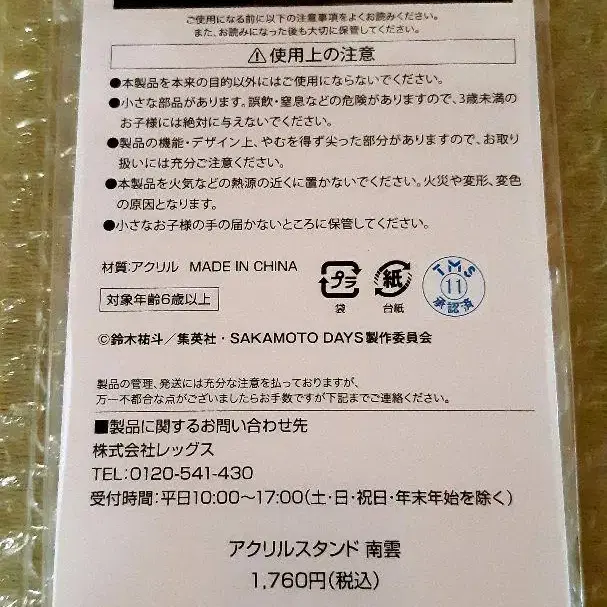 ご使用になる前に以下の注意事項をよくお読みください。
また、お読みになった後も大切に保管してください。
⚠使用上の注意
●本製品を本来の目的以外にはご使用にならないでください。
●小さな部品があります。誤飲・窒息などの危険がありますので、3歳未満の
お子様には絶対に与えないでください。
●製品の機能・デザイン上、やむを得ず尖った部分がありますので、お取り
扱いには充分ご注意ください。
●本製品を火気などの熱源の近くに置かないでください。火災や変形、変色
の原因となります。
●小さなお子様の手の届かないところに保管してください。
材質:アクリル MADE IN CHINA
対象年齢6歳以上
プラ
袋
紙
台紙
TMS
11
承認済
©鈴木祐斗/集英社・SAKAMOTO DAYS製作委員会
製品の管理、発送には充分な注意を払っておりますが、
万一不都合な点がございましたらお手数ですが下記までご連絡ください。
■製品に関するお問い合わせ先
株式会社レッグス
TEL:0120-541-430
受付時間:平日10:00～17:00(土・日・祝日・年末年始を除く)
アクリルスタンド 南雲
1,760円(税込)